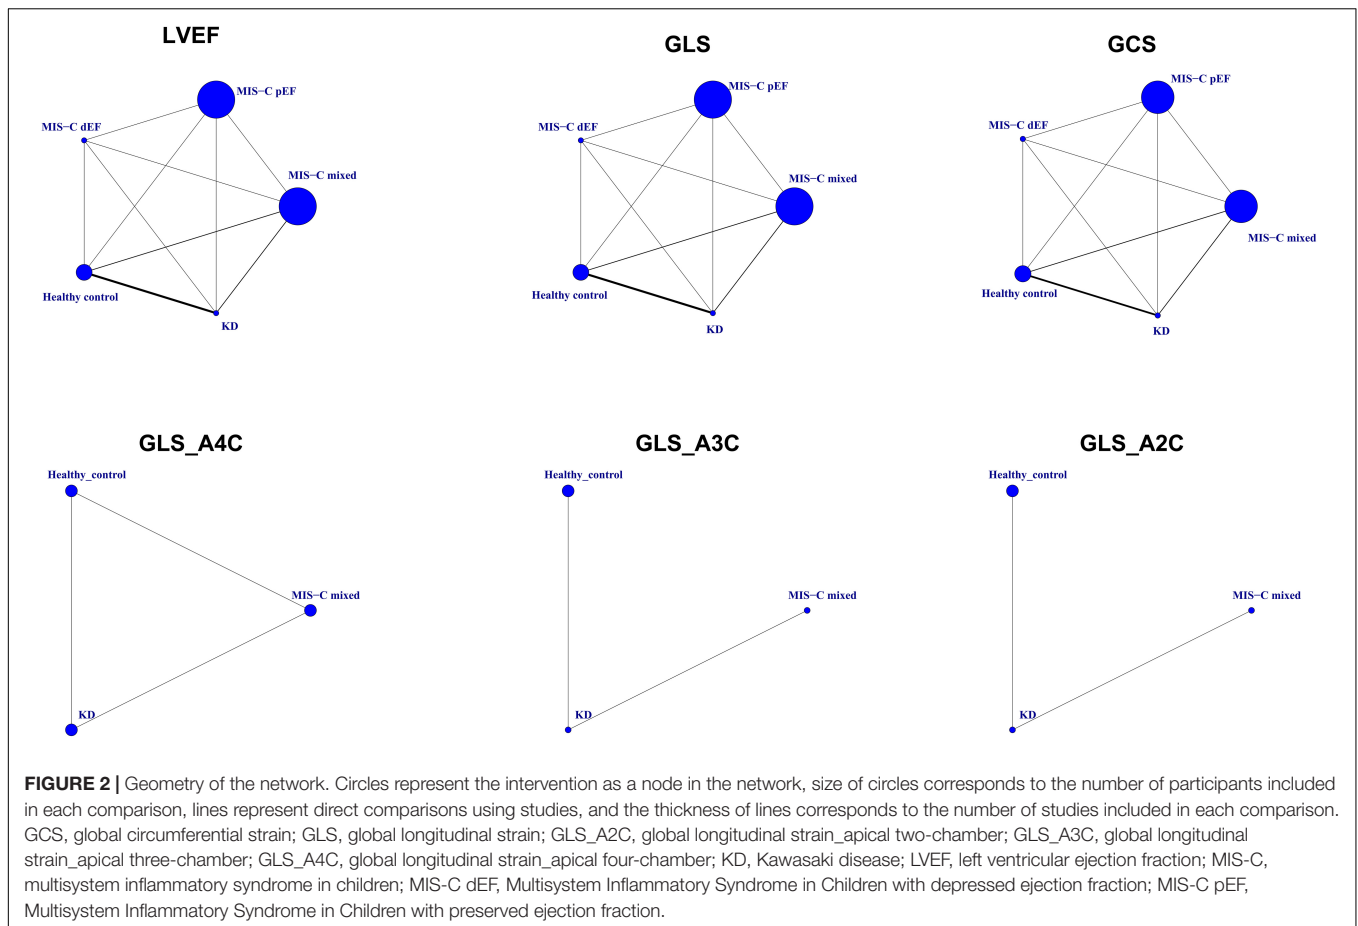 LVEF
GLS
GCS
MIS−C pEF
MIS−C dEF
MIS−C mixed
Healthy control
KD
MIS−C pEF
MIS−C dEF
MIS−C mixed
Healthy control
KD
MIS−C pEF
MIS−C dEF
MIS−C mixed
Healthy control
KD
GLS_A4C
GLS_A3C
GLS_A2C
Healthy_control
MIS−C mixed
KD
Healthy_control
MIS−C mixed
KD
Healthy_control
MIS−C mixed
KD
FIGURE 2 | Geometry of the network. Circles represent the intervention as a node in the network, size of circles corresponds to the number of participants included
in each comparison, lines represent direct comparisons using studies, and the thickness of lines corresponds to the number of studies included in each comparison.
GCS, global circumferential strain; GLS, global longitudinal strain; GLS_A2C, global longitudinal strain_apical two-chamber; GLS_A3C, global longitudinal
strain_apical three-chamber; GLS_A4C, global longitudinal strain_apical four-chamber; KD, Kawasaki disease; LVEF, left ventricular ejection fraction; MIS-C,
multisystem inflammatory syndrome in children; MIS-C dEF, Multisystem Inflammatory Syndrome in Children with depressed ejection fraction; MIS-C pEF,
Multisystem Inflammatory Syndrome in Children with preserved ejection fraction.